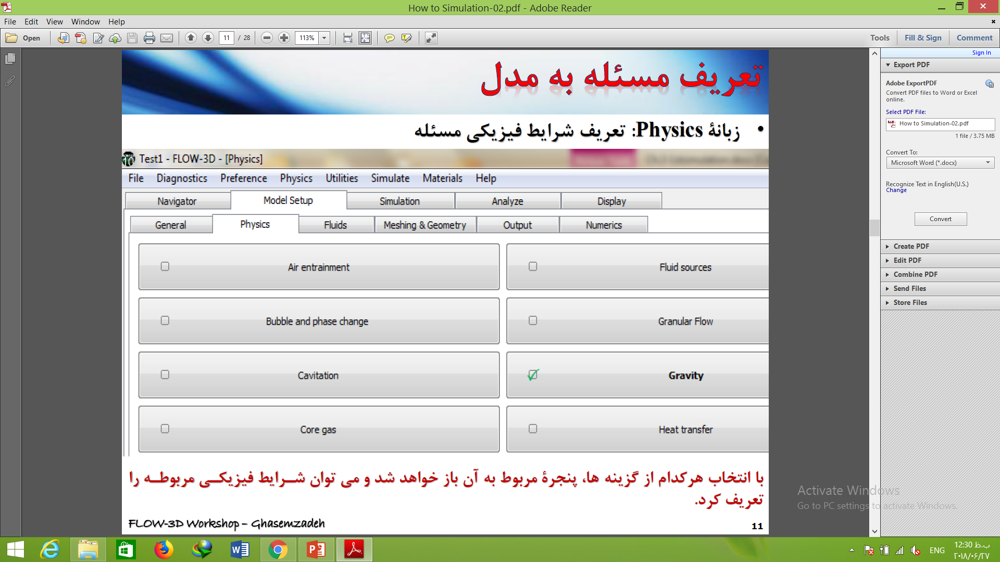 How to Simulation-02.pdf - Adobe Reader
File Edit View Window Help
Open 11 / 28 113% Tools Fill & Sign Comment
Sign In
Export PDF
Adobe ExportPDF
Convert PDF files to Word or Excel
online.
Select PDF File:
How to Simulation-02.pdf
1 file / 3.75 MB
Convert To:
Microsoft Word (*.docx)
Recognize Text in English(U.S.)
Change
Convert
Create PDF
Edit PDF
Combine PDF
Send Files
Store Files
تعریف مسئله به مدل
• زبانۀ Physics: تعریف شرایط فیزیکی مسئله
Test1 - FLOW-3D - [Physics]
File Diagnostics Preference Physics Utilities Simulate Materials Help
Navigator Model Setup Simulation Analyze Display
General Physics Fluids Meshing & Geometry Output Numerics
Air entrainment Fluid sources
Bubble and phase change Granular Flow
Cavitation Gravity
Core gas Heat transfer
با انتخاب هرکدام از گزینه ها، پنجرۀ مربوط به آن باز خواهد شد و می توان شرایط فیزیکی مربوطه را
تعریف کرد.
FLOW-3D Workshop – Ghasemzadeh 11
Activate Windows
Go to PC settings to activate Windows.
ENG 12:30 ب.ظ
۲۰۱۸/۰۶/۲۷